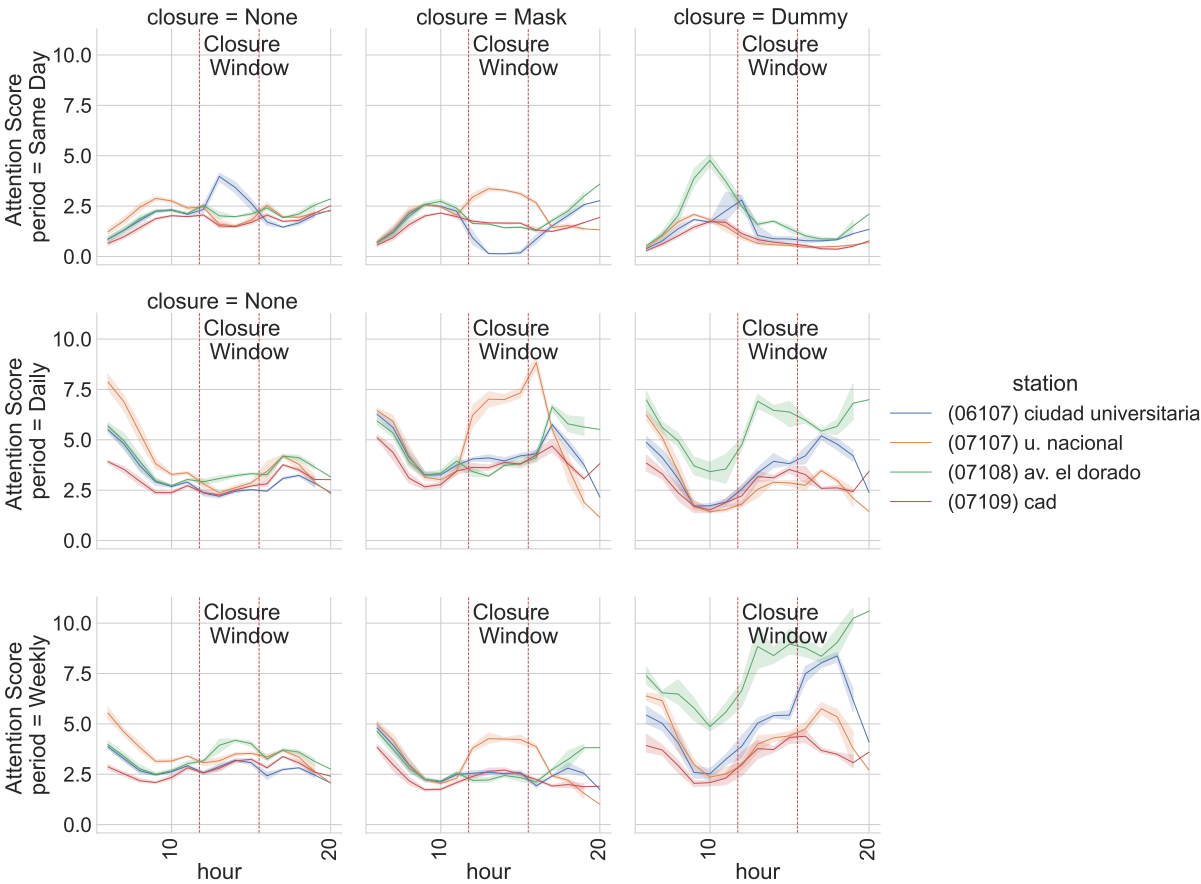 closure = None
closure = Mask
closure = Dummy
Attention Score
period = Same Day
10.0
7.5
5.0
2.5
0.0
Closure
Window
Closure
Window
Closure
Window
closure = None
Attention Score
period = Daily
10.0
7.5
5.0
2.5
0.0
Closure
Window
Closure
Window
Closure
Window
Attention Score
period = Weekly
10.0
7.5
5.0
2.5
0.0
Closure
Window
Closure
Window
Closure
Window
10
20
10
20
10
20
hour
hour
hour
station
(06107) ciudad universitaria
(07107) u. nacional
(07108) av. el dorado
(07109) cad